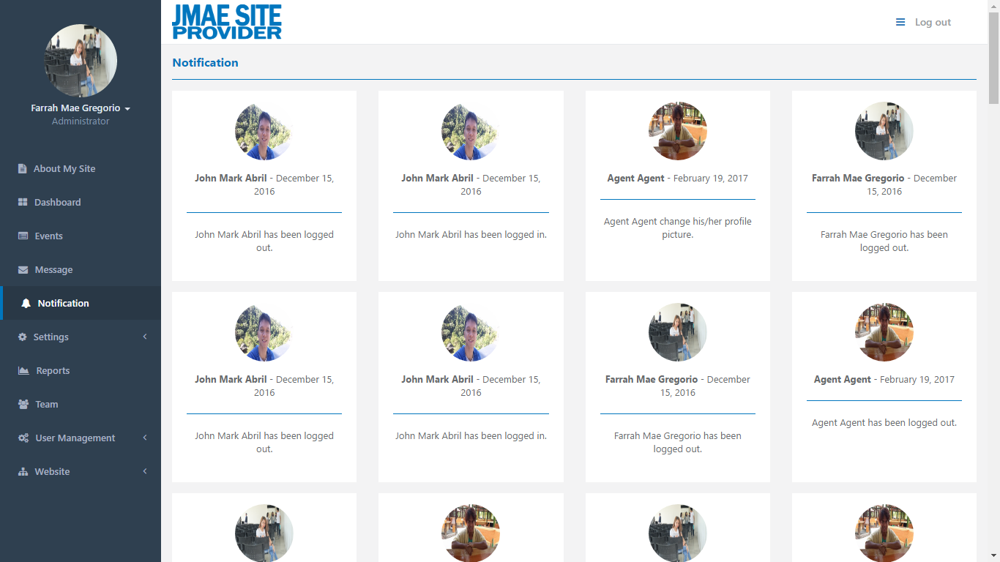 JMAE SITE
PROVIDER
Log out
Farrah Mae Gregorio
Administrator
About My Site
Dashboard
Events
Message
Notification
Settings
Reports
Team
User Management
Website
Notification
John Mark Abril - December 15,
2016
John Mark Abril has been logged
out.
John Mark Abril - December 15,
2016
John Mark Abril has been logged in.
Agent Agent - February 19, 2017
Agent Agent change his/her profile
picture.
Farrah Mae Gregorio - December
15, 2016
Farrah Mae Gregorio has been
logged out.
John Mark Abril - December 15,
2016
John Mark Abril has been logged
out.
John Mark Abril - December 15,
2016
John Mark Abril has been logged in.
Farrah Mae Gregorio - December
15, 2016
Farrah Mae Gregorio has been
logged out.
Agent Agent - February 19, 2017
Agent Agent has been logged out.